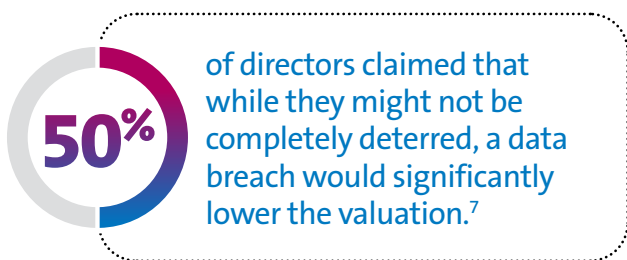 50%
of directors claimed that
while they might not be
completely deterred, a data
breach would significantly
lower the valuation.⁷